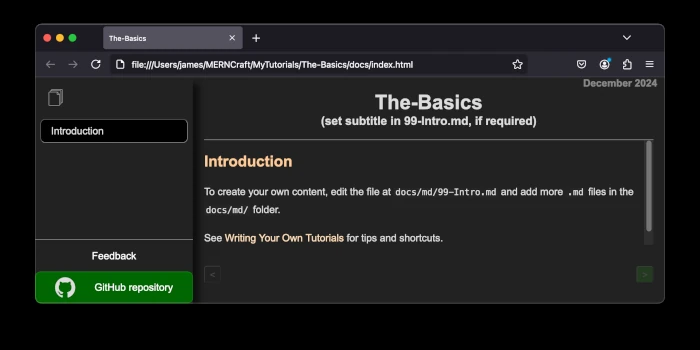 The-Basics
file:///Users/james/MERNCraft/MyTutorials/The-Basics/docs/index.html
December 2024
The-Basics
(set subtitle in 99-Intro.md, if required)
Introduction
Introduction
To create your own content, edit the file at docs/md/99-Intro.md and add more .md files in the
docs/md/ folder.
See Writing Your Own Tutorials for tips and shortcuts.
Feedback
GitHub repository
< >